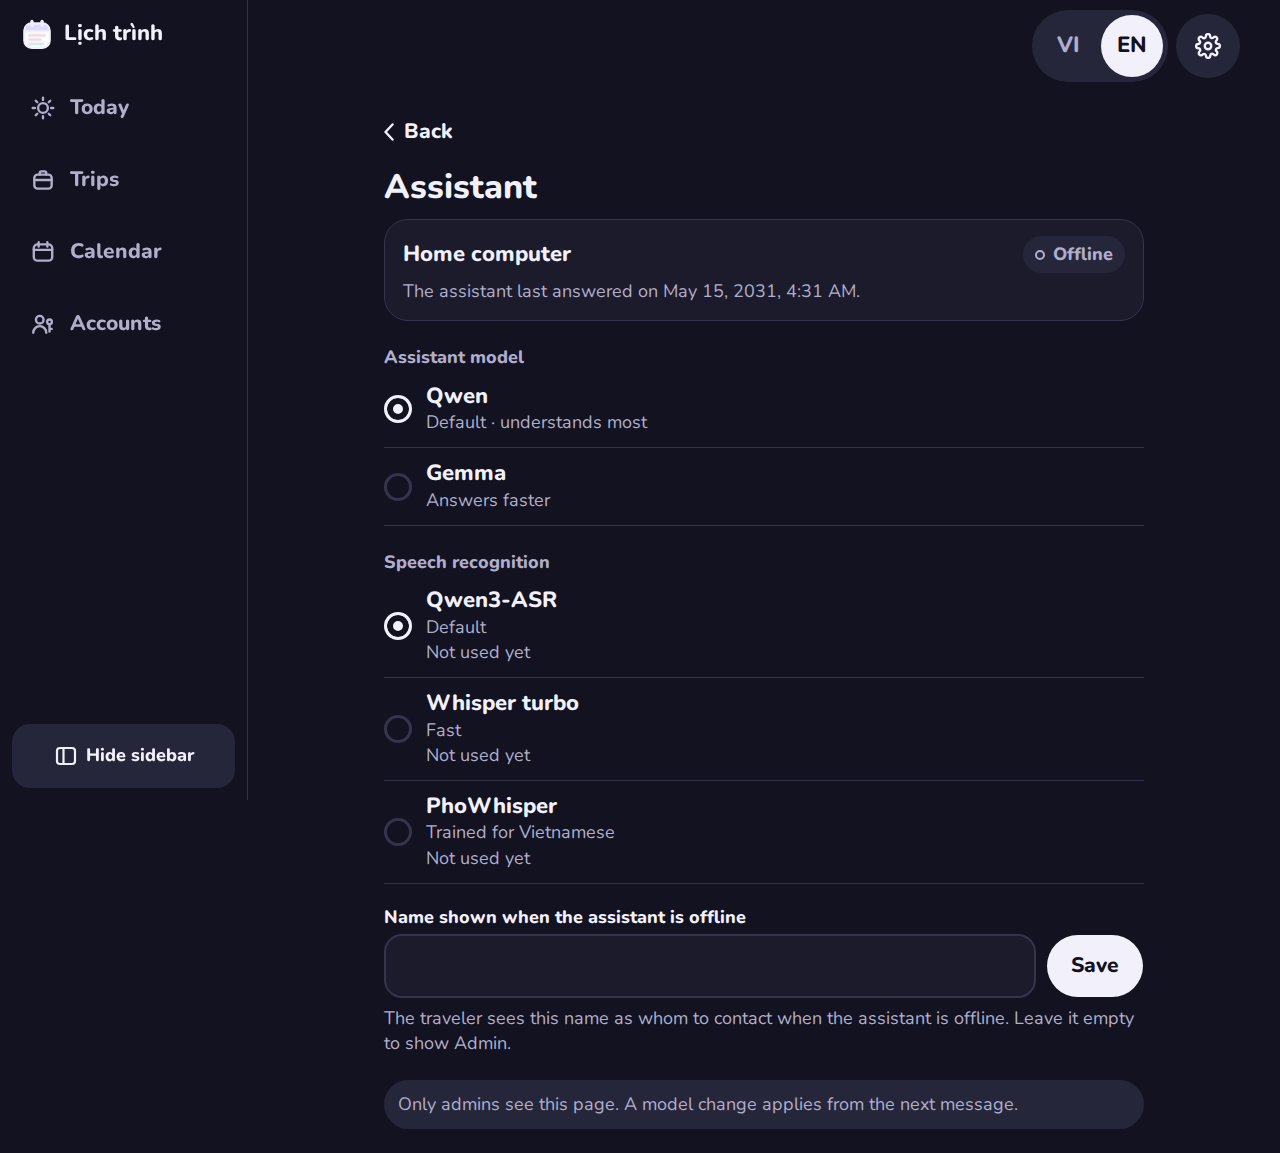 Lịch trình
VI
EN
Today
Trips
Calendar
Accounts
Hide sidebar
Back
Assistant
Home computer
Offline
The assistant last answered on May 15, 2031, 4:31 AM.
Assistant model
Qwen
Default · understands most
Gemma
Answers faster
Speech recognition
Qwen3-ASR
Default
Not used yet
Whisper turbo
Fast
Not used yet
PhoWhisper
Trained for Vietnamese
Not used yet
Name shown when the assistant is offline
Save
The traveler sees this name as whom to contact when the assistant is offline. Leave it empty
to show Admin.
Only admins see this page. A model change applies from the next message.